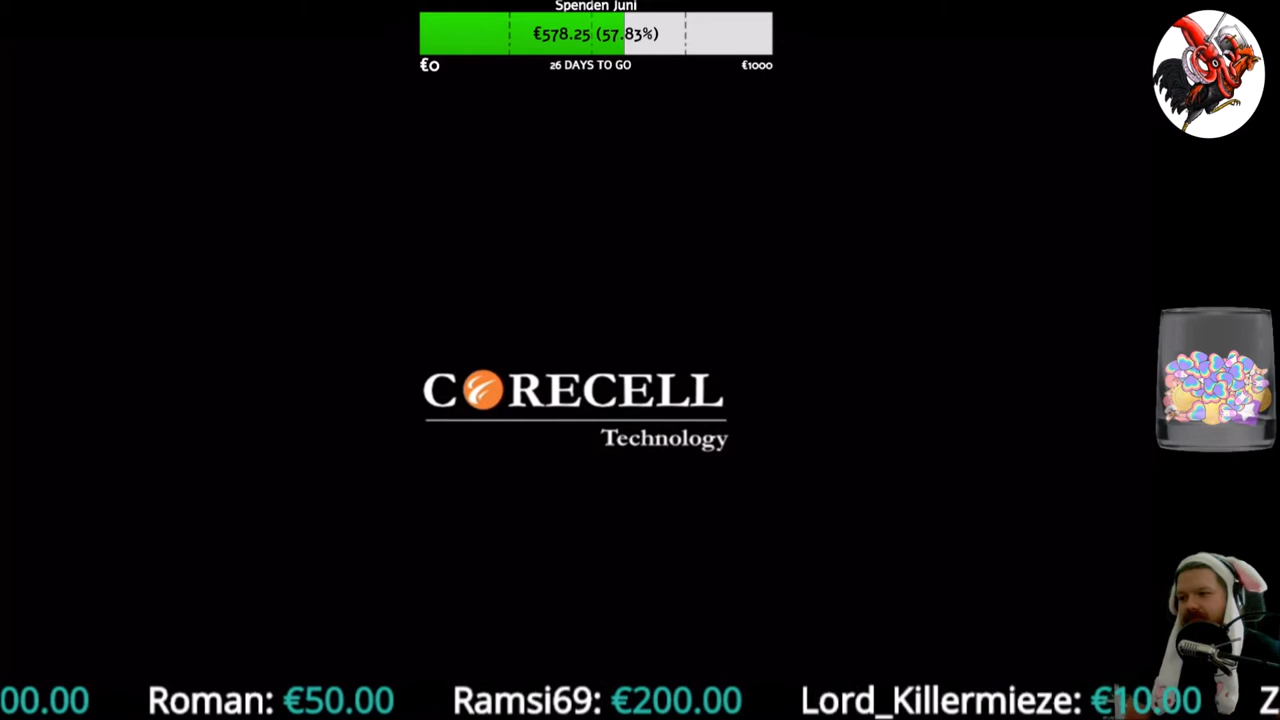 Spenden Juni
€578.25 (57.83%)
€0 26 DAYS TO GO €1000
CORECELL
Technology
00.00 Roman: €50.00 Ramsi69: €200.00 Lord_Killermieze: €10.00 Z